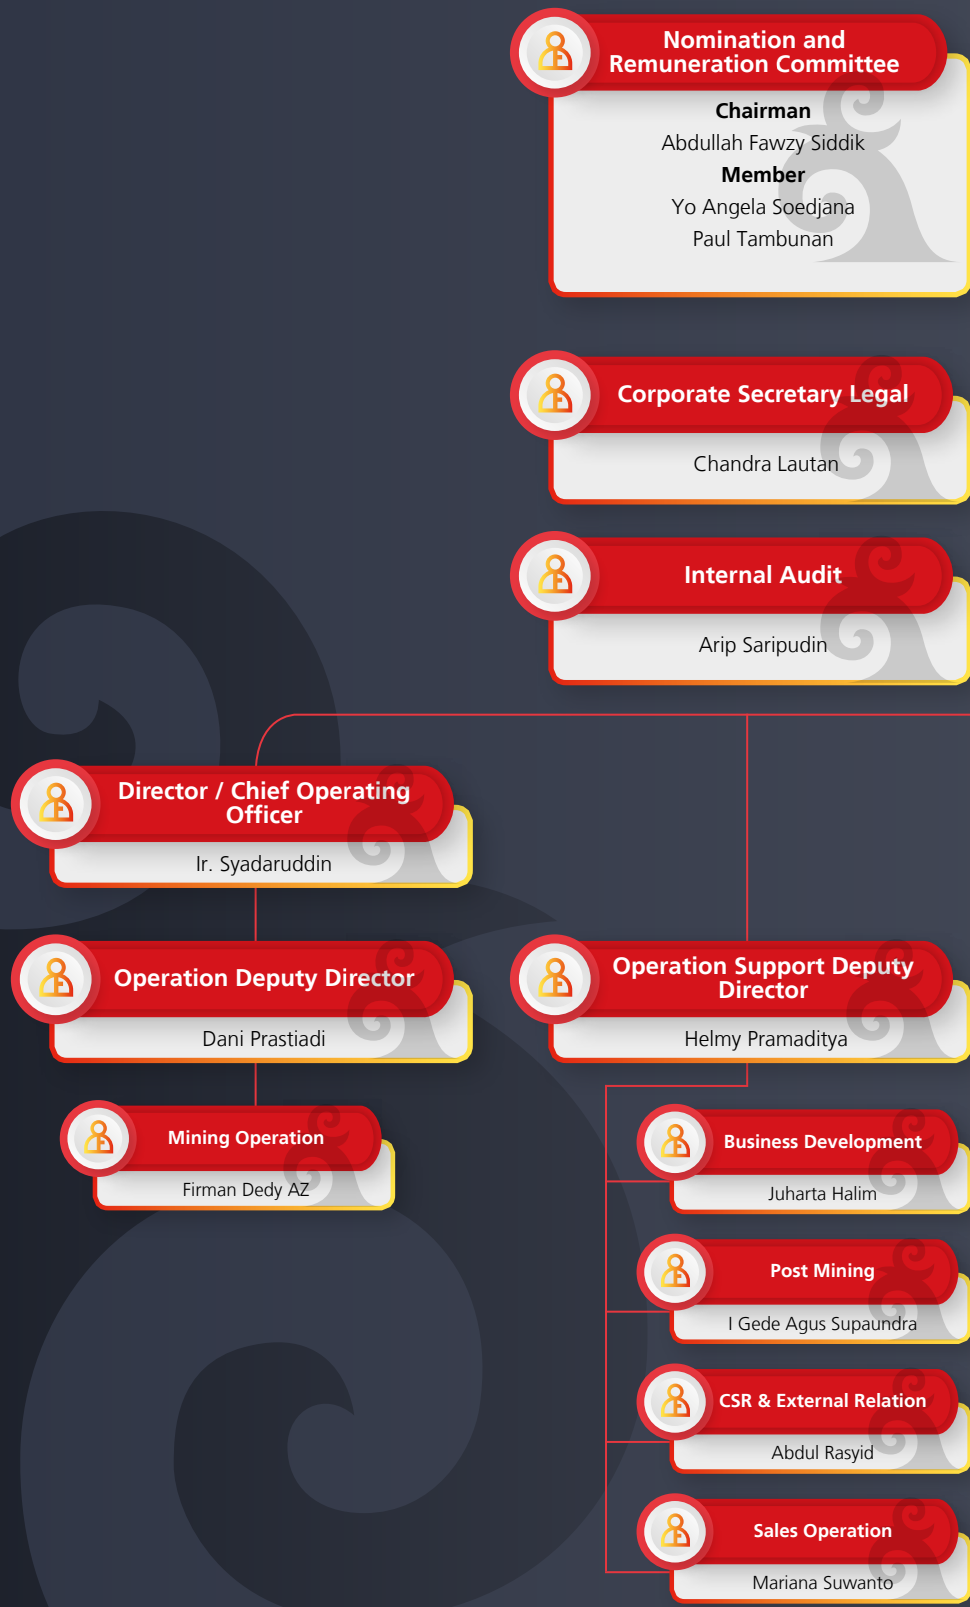 Nomination and
Remuneration Committee
Chairman
Abdullah Fawzy Siddik
Member
Yo Angela Soedjana
Paul Tambunan
Corporate Secretary Legal
Chandra Lautan
Internal Audit
Arip Saripudin
Director / Chief Operating
Officer
Ir. Syadaruddin
Operation Deputy Director
Dani Prastiadi
Mining Operation
Firman Dedy AZ
Operation Support Deputy
Director
Helmy Pramaditya
Business Development
Juharta Halim
Post Mining
I Gede Agus Supaundra
CSR & External Relation
Abdul Rasyid
Sales Operation
Mariana Suwanto